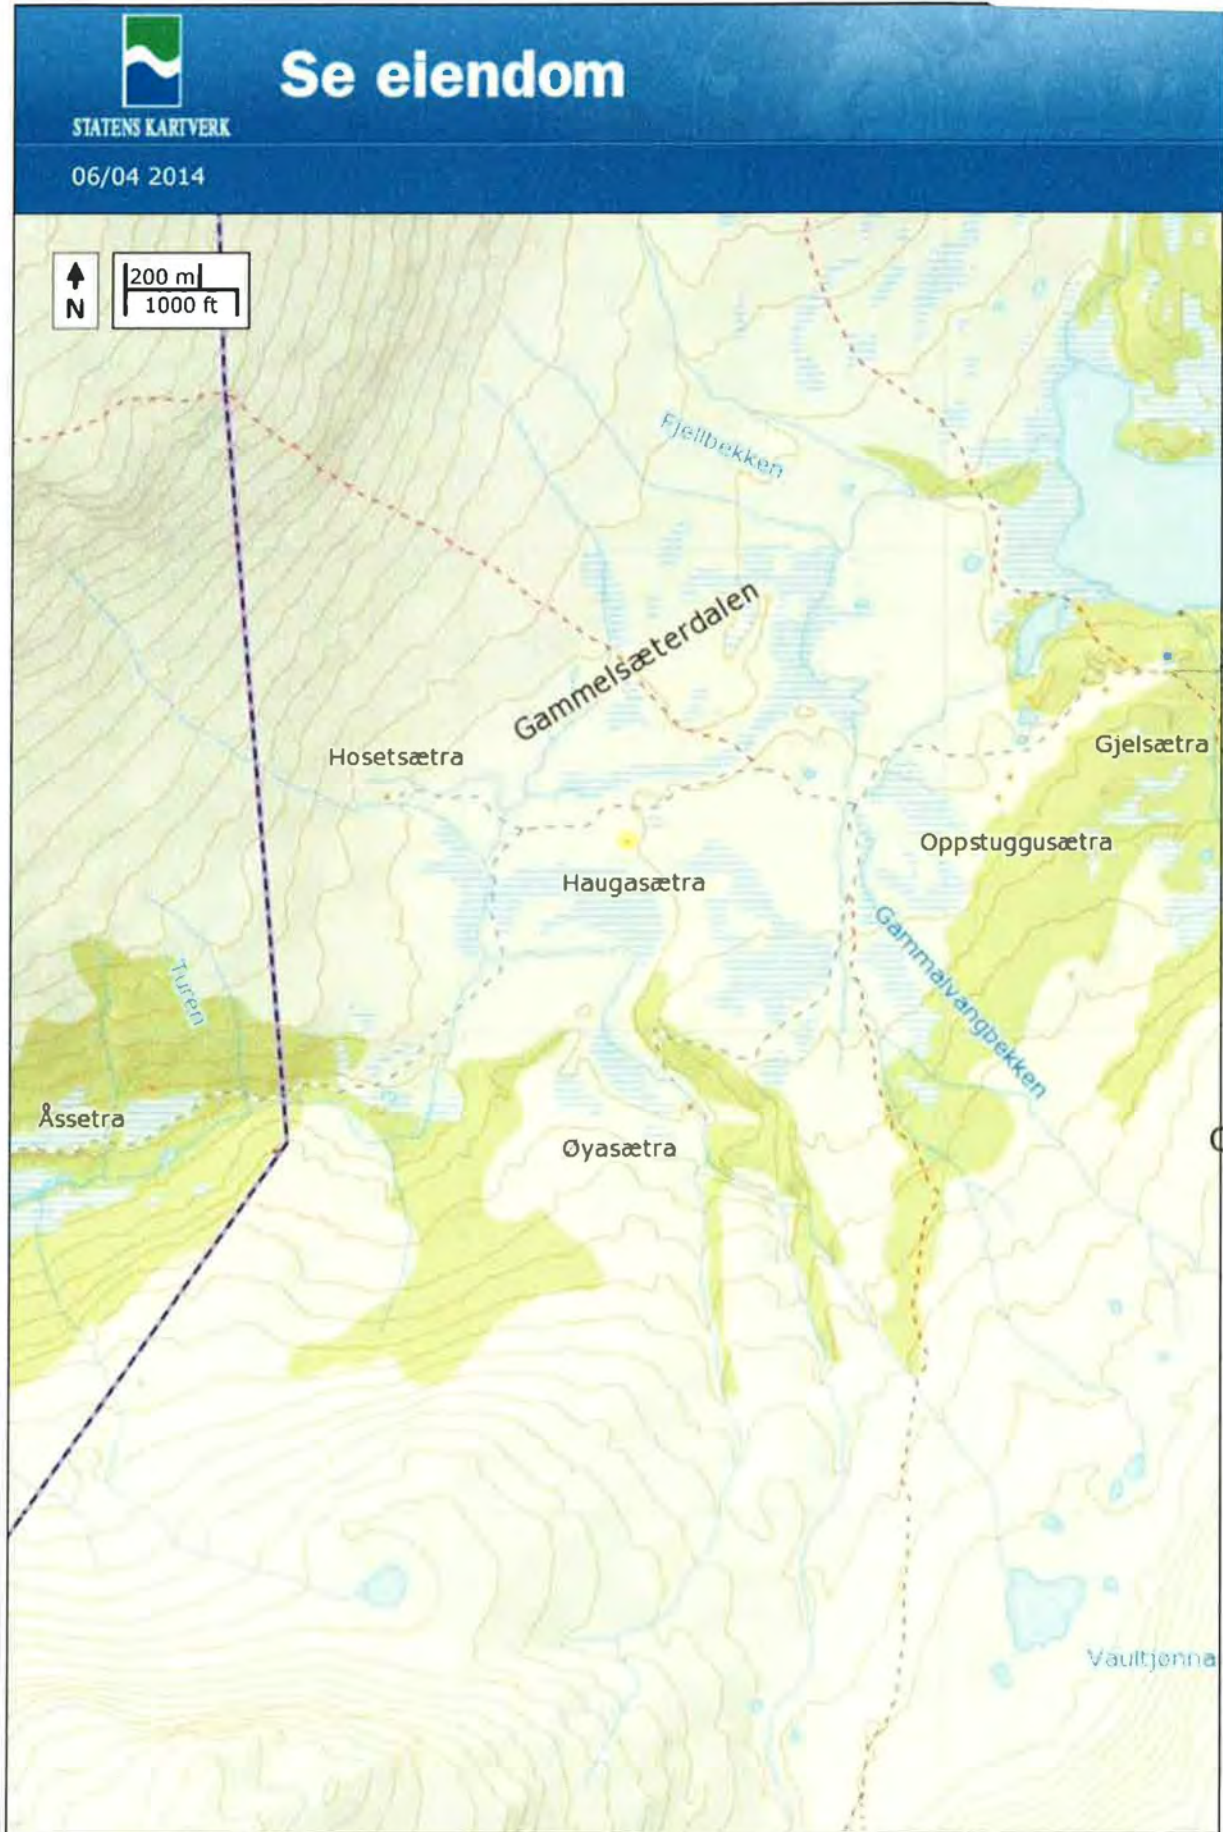 Se eiendom
STATENS KARTVERK
06/04 2014
N
200 m
1000 ft
Fjellbekken
Gammelsæterdalen
Hosetsætra
Gjelsætra
Oppstuggusætra
Haugasætra
Gammalvangbekken
Turen
Åssetra
Øyasætra
Vaultjønna